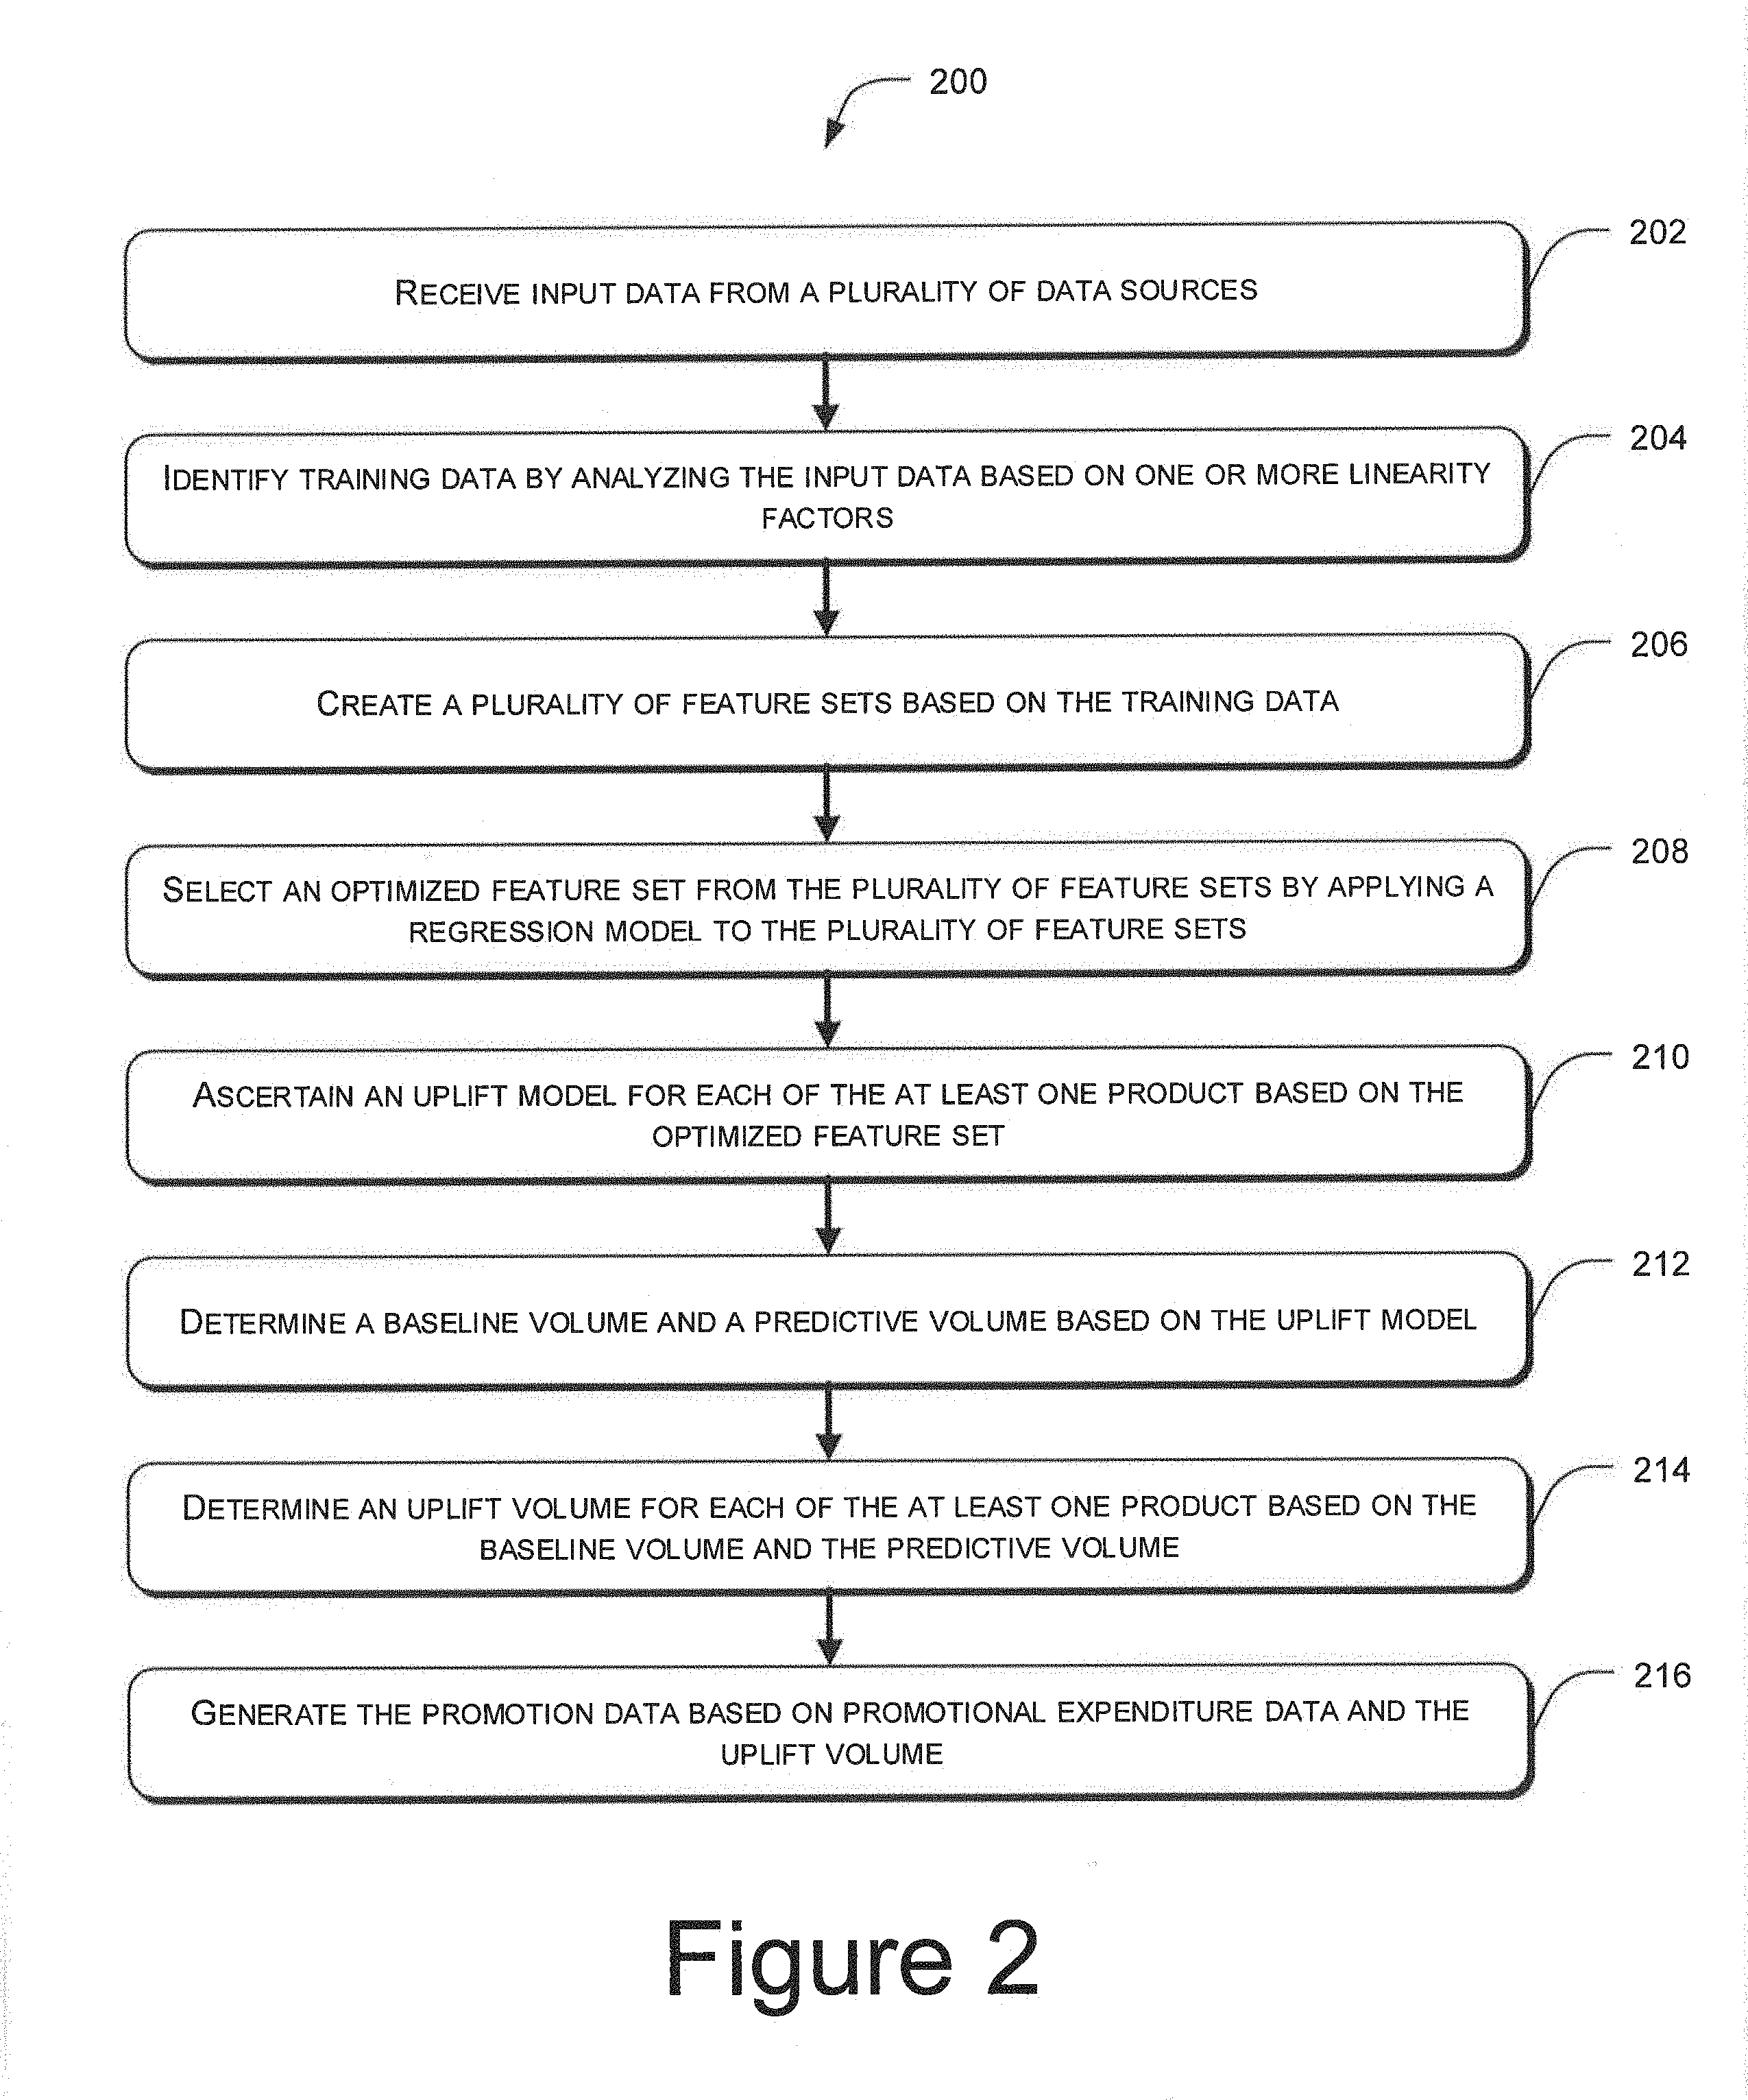 200
202
RECEIVE INPUT DATA FROM A PLURALITY OF DATA SOURCES
204
IDENTIFY TRAINING DATA BY ANALYZING THE INPUT DATA BASED ON ONE OR MORE LINEARITY
FACTORS
206
CREATE A PLURALITY OF FEATURE SETS BASED ON THE TRAINING DATA
208
SELECT AN OPTIMIZED FEATURE SET FROM THE PLURALITY OF FEATURE SETS BY APPLYING A
REGRESSION MODEL TO THE PLURALITY OF FEATURE SETS
210
ASCERTAIN AN UPLIFT MODEL FOR EACH OF THE AT LEAST ONE PRODUCT BASED ON THE
OPTIMIZED FEATURE SET
212
DETERMINE A BASELINE VOLUME AND A PREDICTIVE VOLUME BASED ON THE UPLIFT MODEL
214
DETERMINE AN UPLIFT VOLUME FOR EACH OF THE AT LEAST ONE PRODUCT BASED ON THE
BASELINE VOLUME AND THE PREDICTIVE VOLUME
216
GENERATE THE PROMOTION DATA BASED ON PROMOTIONAL EXPENDITURE DATA AND THE
UPLIFT VOLUME
Figure 2